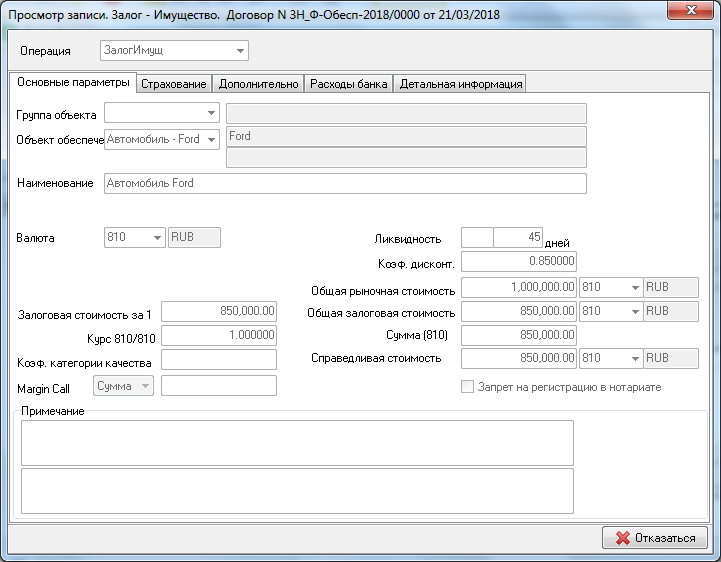 Просмотр записи. Залог - Имущество. Договор N ЗН_Ф-Обесп-2018/0000 от 21/03/2018
Операция ЗалогИмущ
Основные параметры Страхование Дополнительно Расходы банка Детальная информация
Группа объекта
Объект обеспече Автомобиль - Ford Ford
Наименование Автомобиль Ford
Валюта 810 RUB Ликвидность 45 дней
Коэф. дисконт. 0.850000
Общая рыночная стоимость 1,000,000.00 810 RUB
Залоговая стоимость за 1 850,000.00 Общая залоговая стоимость 850,000.00 810 RUB
Курс 810/810 1.000000 Сумма (810) 850,000.00
Коэф. категории качества Справедливая стоимость 850,000.00 810 RUB
Margin Call Сумма Запрет на регистрацию в нотариате
Примечание
Отказаться